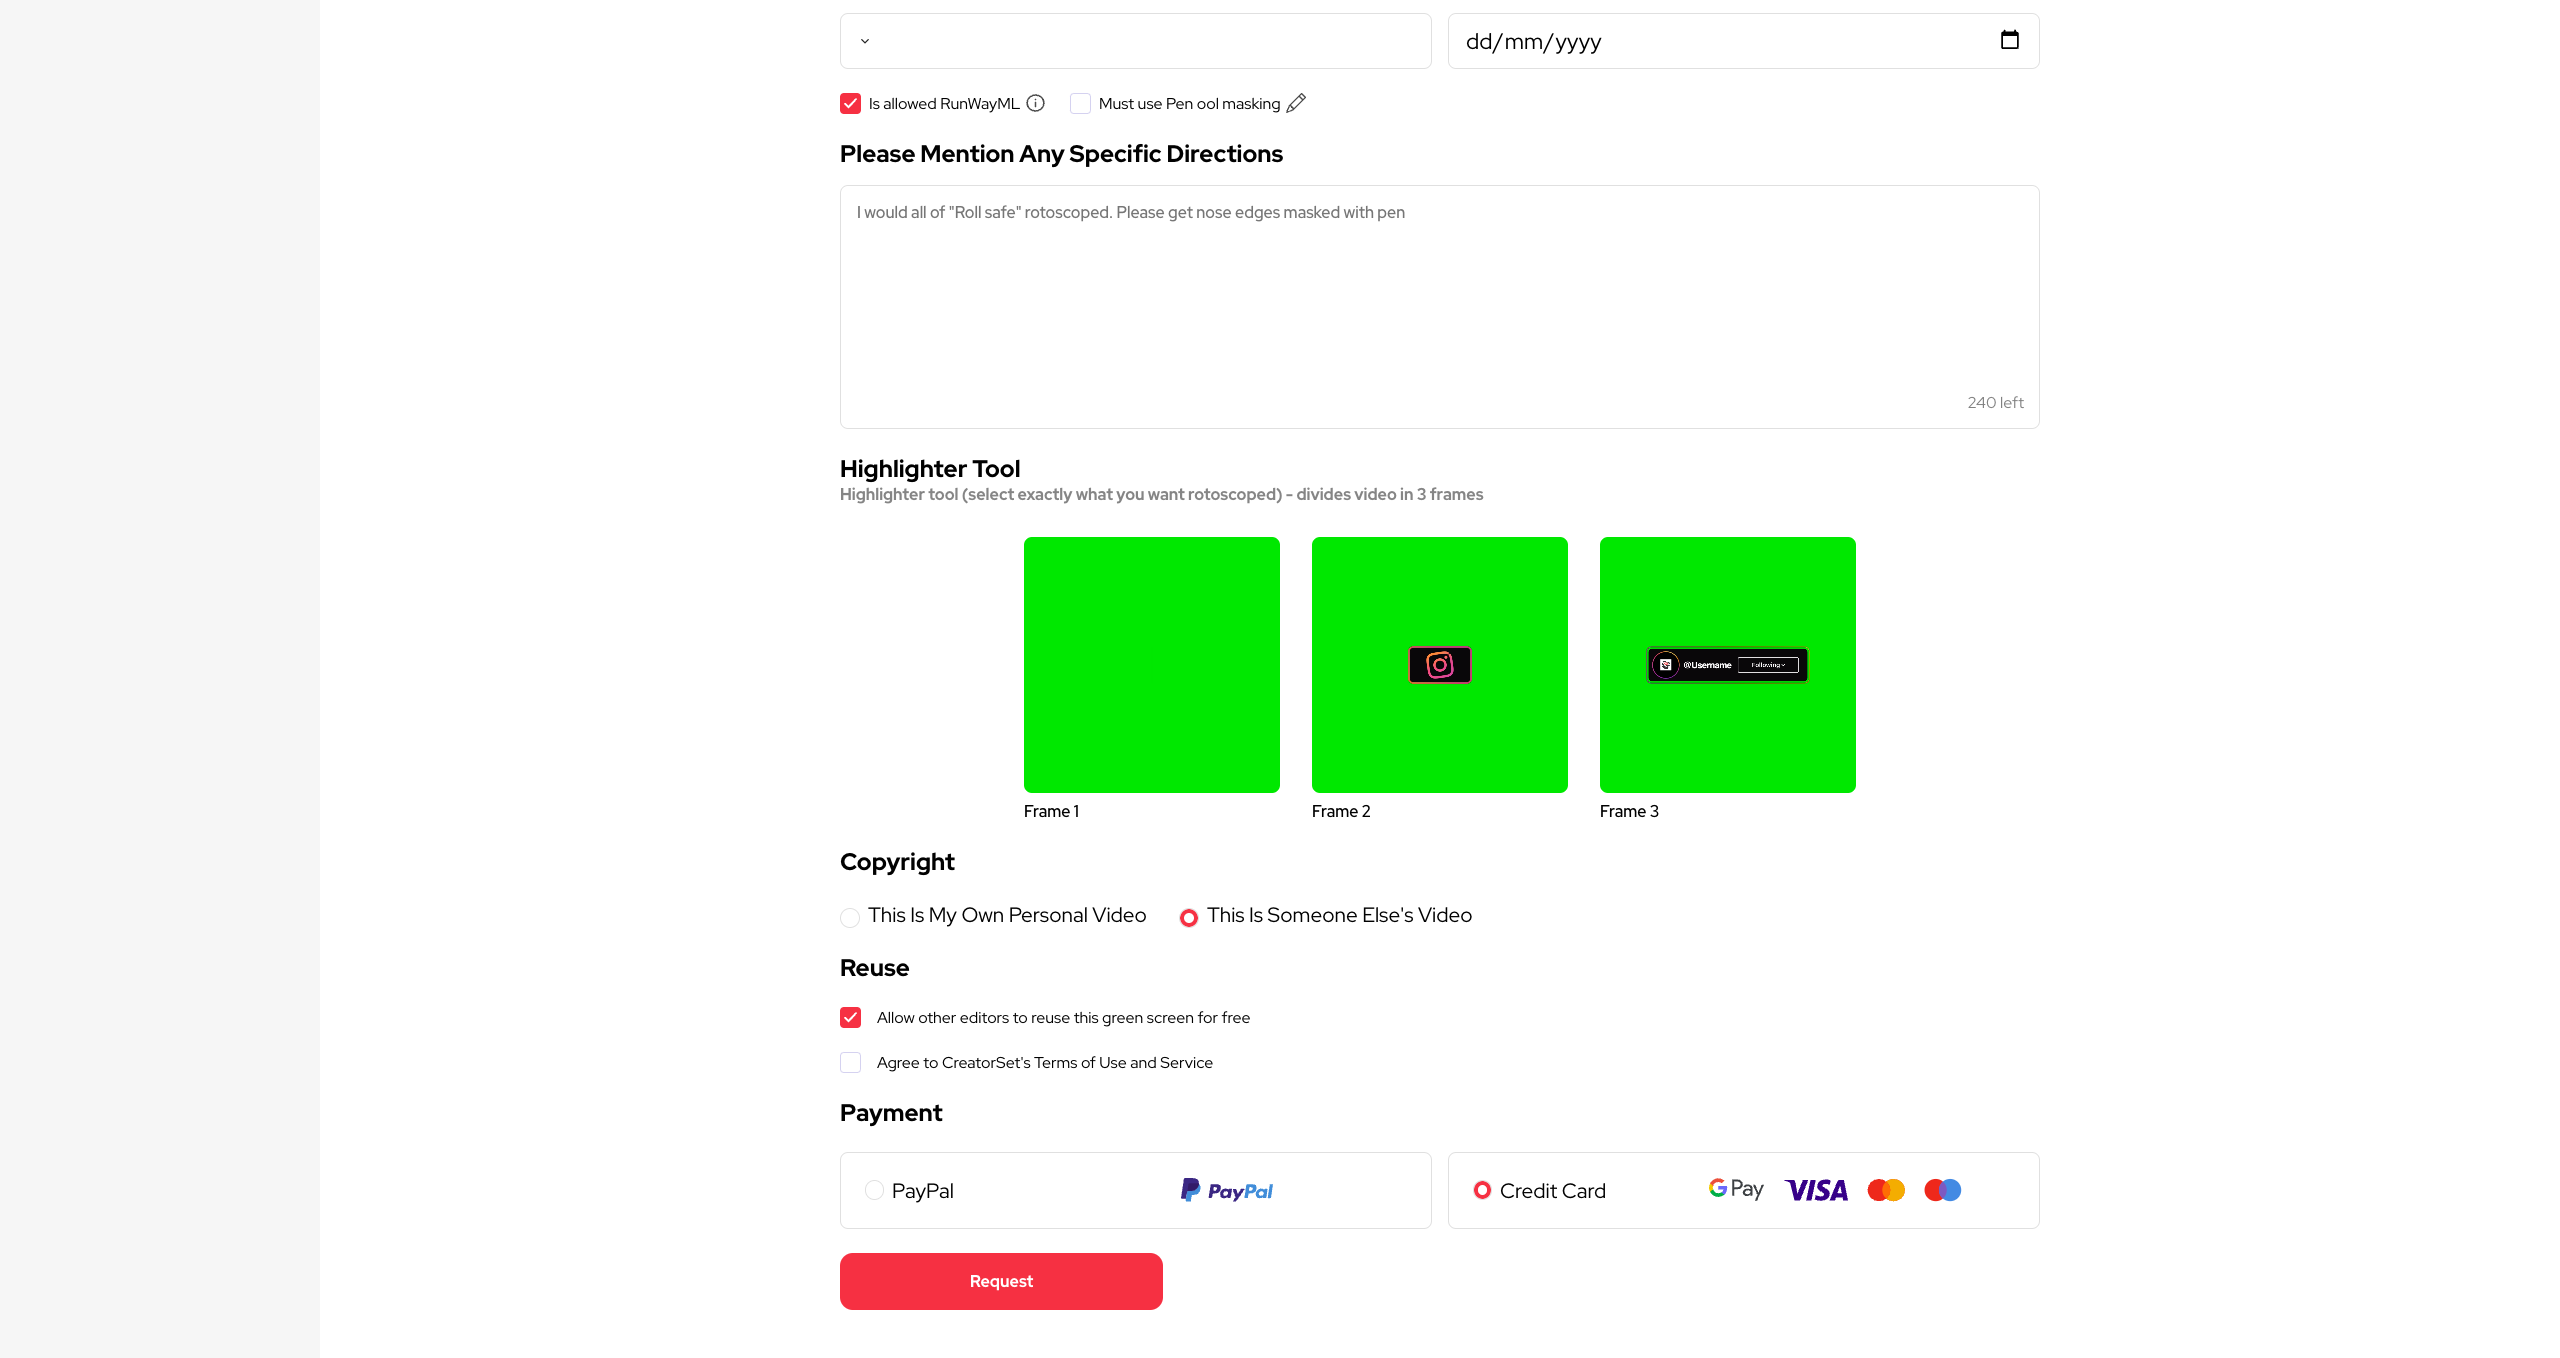 dd/mm/yyyy
Is allowed RunWayML Must use Pen ool masking
Please Mention Any Specific Directions
I would all of "Roll safe" rotoscoped. Please get nose edges masked with pen
240 left
Highlighter Tool
Highlighter tool (select exactly what you want rotoscoped) - divides video in 3 frames
@Username Following
Frame 1 Frame 2 Frame 3
Copyright
This Is My Own Personal Video This Is Someone Else's Video
Reuse
Allow other editors to reuse this green screen for free
Agree to CreatorSet's Terms of Use and Service
Payment
PayPal PayPal Credit Card G Pay VISA
Request